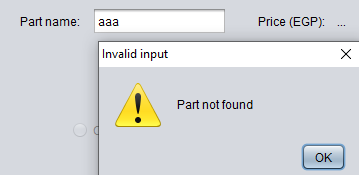 Part name: aaa Price (EGP): ...
Invalid input
Part not found
OK